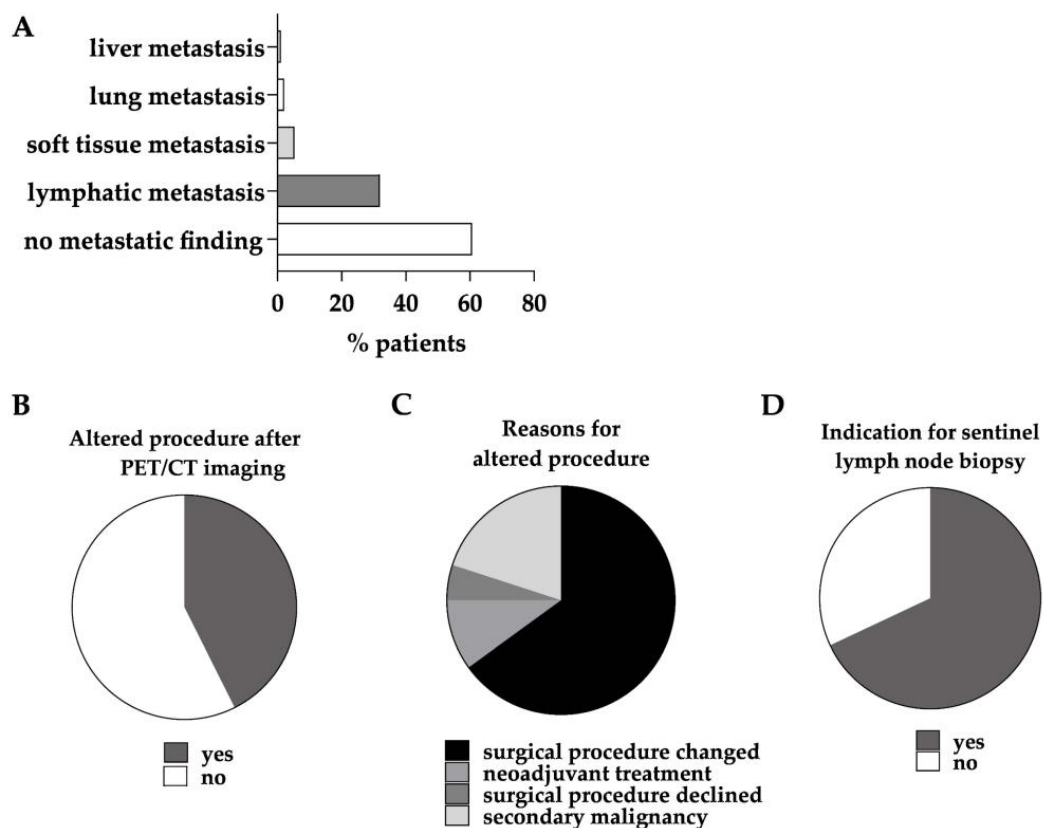 A
liver metastasis
lung metastasis
soft tissue metastasis
lymphatic metastasis
no metastatic finding
0 20 40 60 80
% patients
B
Altered procedure after
PET/CT imaging
yes
no
C
Reasons for
altered procedure
surgical procedure changed
neoadjuvant treatment
surgical procedure declined
secondary malignancy
D
Indication for sentinel
lymph node biopsy
yes
no